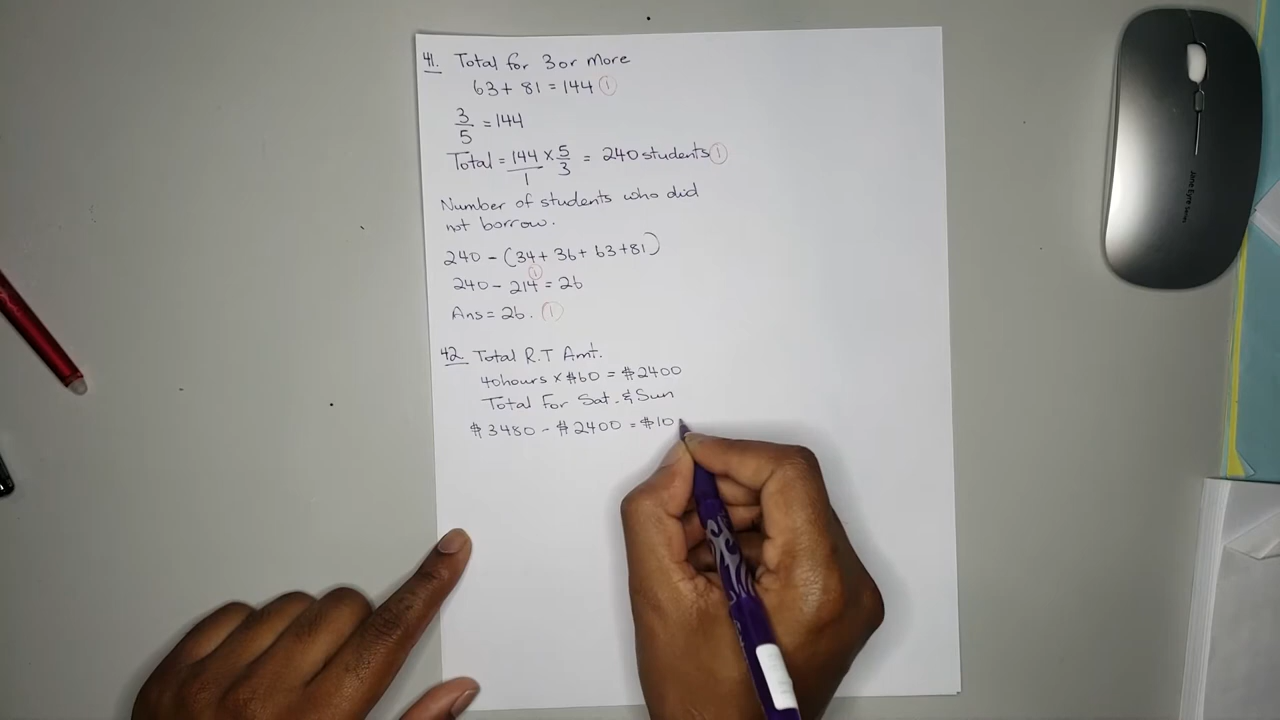 41. Total for 3 or More
63 + 81 = 144 ①
3/5 = 144
Total = 144/1 × 5/3 = 240 students ①
Number of students who did
not borrow.
240 - (34 + 36 + 63 + 81)
①
240 - 214 = 26
Ans = 26. ①
42. Total R.T Amt.
40hours × $60 = $2400
Total For Sat. & Sun
$3480 - $2400 = $10